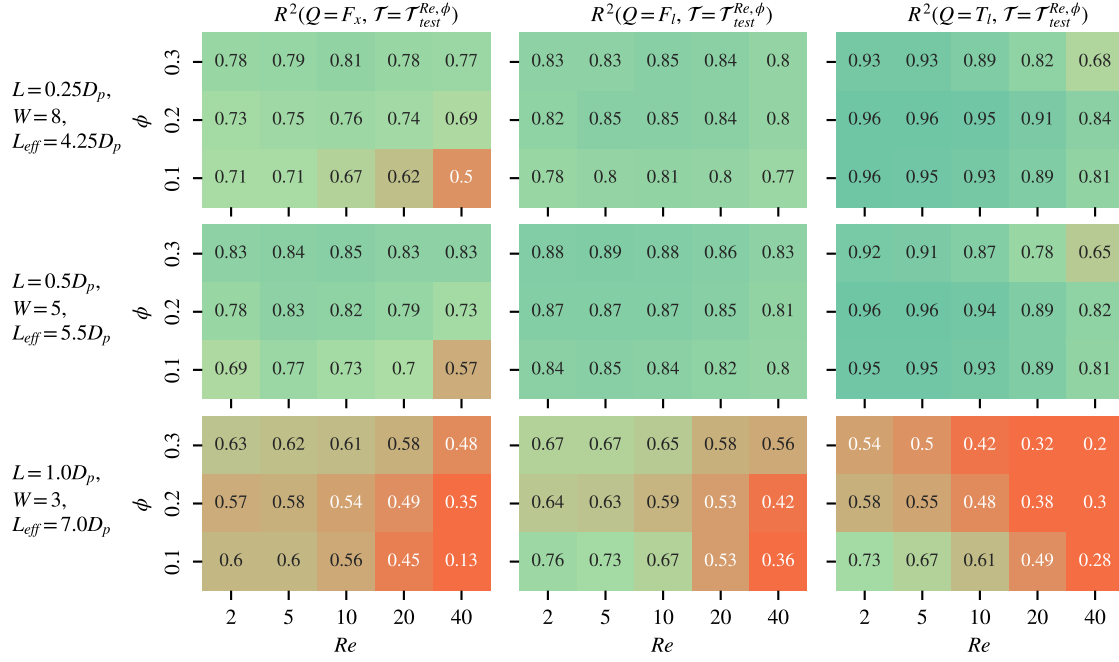 R²(Q = Fₓ, 𝒯 = 𝒯_test^{Re, ϕ}) R²(Q = F_l, 𝒯 = 𝒯_test^{Re, ϕ}) R²(Q = T_l, 𝒯 = 𝒯_test^{Re, ϕ})
L = 0.25D_p,
W = 8,
L_eff = 4.25D_p
ϕ
0.3 0.78 0.79 0.81 0.78 0.77 0.83 0.83 0.85 0.84 0.8 0.93 0.93 0.89 0.82 0.68
0.2 0.73 0.75 0.76 0.74 0.69 0.82 0.85 0.85 0.84 0.8 0.96 0.96 0.95 0.91 0.84
0.1 0.71 0.71 0.67 0.62 0.5 0.78 0.8 0.81 0.8 0.77 0.96 0.95 0.93 0.89 0.81
L = 0.5D_p,
W = 5,
L_eff = 5.5D_p
ϕ
0.3 0.83 0.84 0.85 0.83 0.83 0.88 0.89 0.88 0.86 0.83 0.92 0.91 0.87 0.78 0.65
0.2 0.78 0.83 0.82 0.79 0.73 0.87 0.87 0.87 0.85 0.81 0.96 0.96 0.94 0.89 0.82
0.1 0.69 0.77 0.73 0.7 0.57 0.84 0.85 0.84 0.82 0.8 0.95 0.95 0.93 0.89 0.81
L = 1.0D_p,
W = 3,
L_eff = 7.0D_p
ϕ
0.3 0.63 0.62 0.61 0.58 0.48 0.67 0.67 0.65 0.58 0.56 0.54 0.5 0.42 0.32 0.2
0.2 0.57 0.58 0.54 0.49 0.35 0.64 0.63 0.59 0.53 0.42 0.58 0.55 0.48 0.38 0.3
0.1 0.6 0.6 0.56 0.45 0.13 0.76 0.73 0.67 0.53 0.36 0.73 0.67 0.61 0.49 0.28
2 5 10 20 40 2 5 10 20 40 2 5 10 20 40
Re Re Re